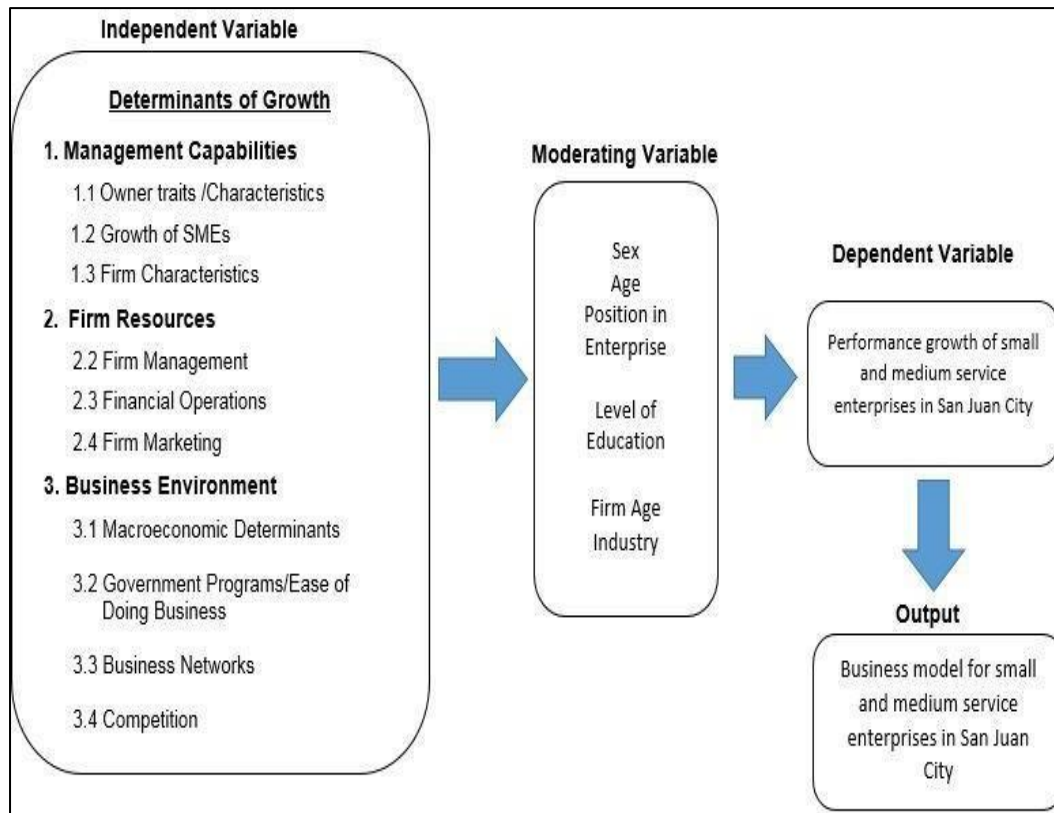 Independent Variable
Determinants of Growth
1. Management Capabilities
1.1 Owner traits /Characteristics
1.2 Growth of SMEs
1.3 Firm Characteristics
2. Firm Resources
2.2 Firm Management
2.3 Financial Operations
2.4 Firm Marketing
3. Business Environment
3.1 Macroeconomic Determinants
3.2 Government Programs/Ease of
Doing Business
3.3 Business Networks
3.4 Competition
Moderating Variable
Sex
Age
Position in
Enterprise
Level of
Education
Firm Age
Industry
Dependent Variable
Performance growth of small
and medium service
enterprises in San Juan City
Output
Business model for small
and medium service
enterprises in San Juan
City